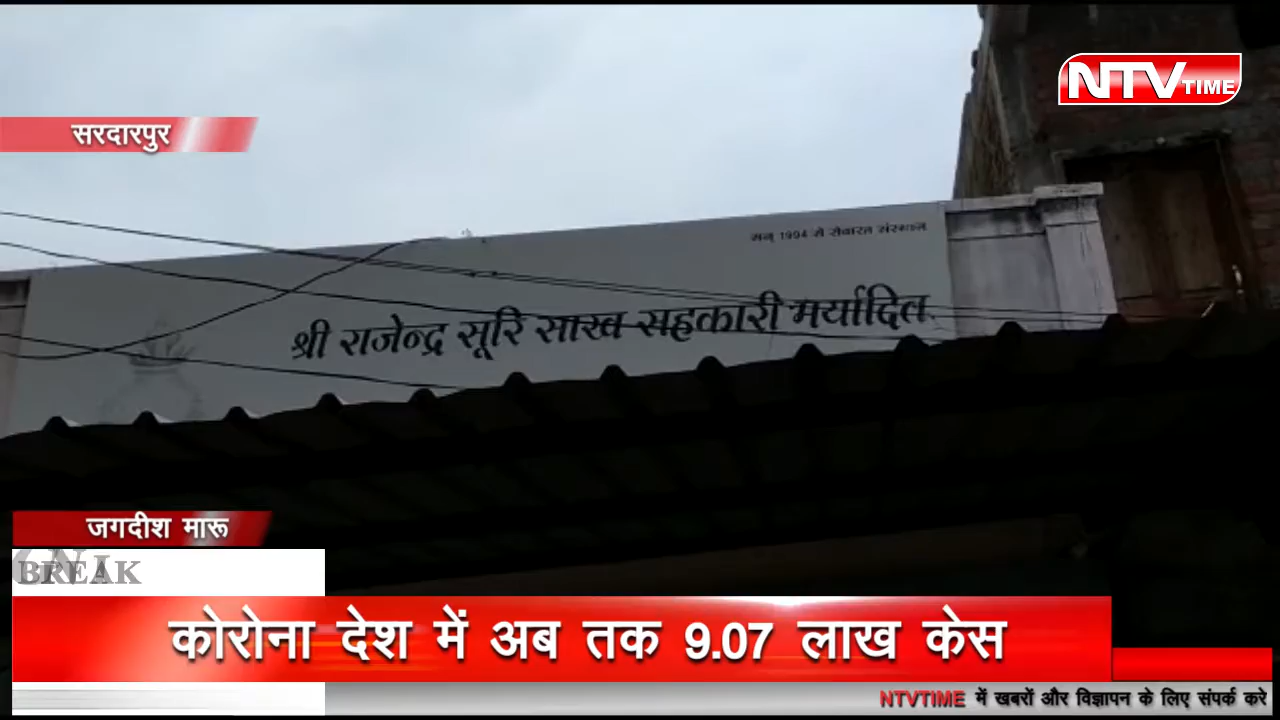 NTV TIME
सरदारपुर
सन् 1994 से सेवारत संस्थान
श्री राजेन्द्र सूरि साख सहकारी मर्यादित
जगदीश मारू
BREAK
कोरोना देश में अब तक 9.07 लाख केस
NTVTIME में खबरों और विज्ञापन के लिए संपर्क करे